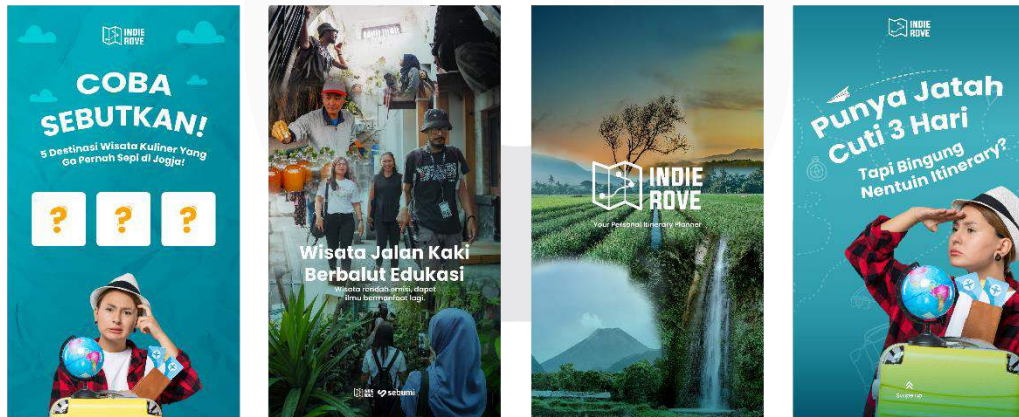 INDIE
ROVE
COBA
SEBUTKAN!
5 Destinasi Wisata Kuliner Yang
Ga Pernah Sepi di Jogja!
? ? ?
Wisata Jalan Kaki
Berbalut Edukasi
Wisata rendah emisi, dapat
ilmu bermanfaat lagi.
sebumi
INDIE
ROVE
Your Personal Itinerary Planner
INDIE
ROVE
Punya Jatah
Cuti 3 Hari
Tapi Bingung
Nentuin Itinerary?
Swipe up